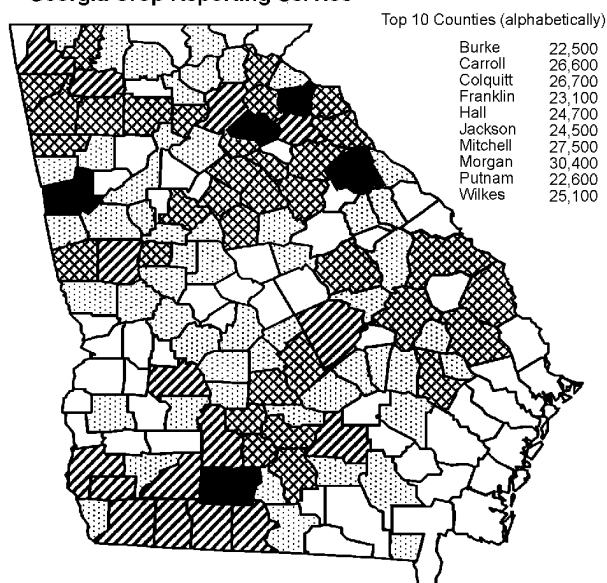 Georgia Crop Reporting Service
Top 10 Counties (alphabetically)
Burke 22,500
Carroll 26,600
Colquitt 26,700
Franklin 23,100
Hall 24,700
Jackson 24,500
Mitchell 27,500
Morgan 30,400
Putnam 22,600
Wilkes 25,100